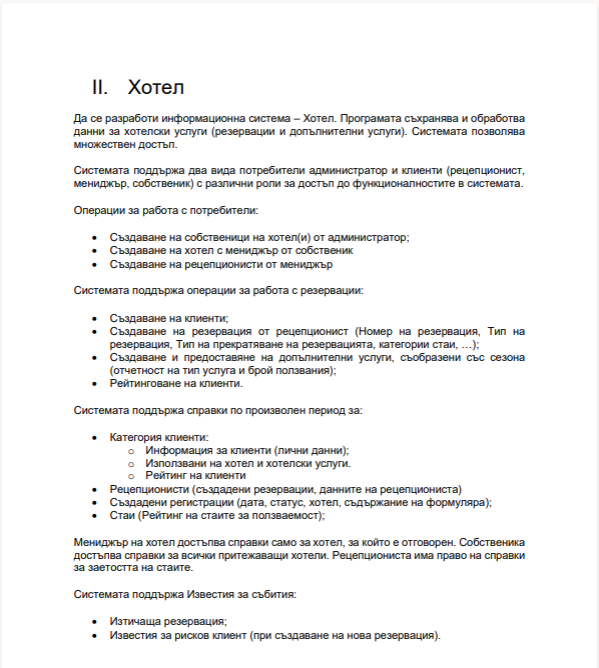 II. Хотел
Да се разработи информационна система – Хотел. Програмата съхранява и обработва
данни за хотелски услуги (резервации и допълнителни услуги). Системата позволява
множествен достъп.
Системата поддържа два вида потребители администратор и клиенти (рецепционист,
мениджър, собственик) с различни роли за достъп до функционалностите в системата.
Операции за работа с потребители:
• Създаване на собственици на хотел(и) от администратор;
• Създаване на хотел с мениджър от собственик
• Създаване на рецепционисти от мениджър
Системата поддържа операции за работа с резервации:
• Създаване на клиенти;
• Създаване на резервация от рецепционист (Номер на резервация, Тип на
резервация, Тип на прекратяване на резервацията, категории стаи, …);
• Създаване и предоставяне на допълнителни услуги, съобразени със сезона
(отчетност на тип услуга и брой ползвания);
• Рейтинговане на клиенти.
Системата поддържа справки по произволен период за:
• Категория клиенти:
o Информация за клиенти (лични данни);
o Използвани на хотел и хотелски услуги.
o Рейтинг на клиенти
• Рецепционисти (създадени резервации, данните на рецепциониста)
• Създадени регистрации (дата, статус, хотел, съдържание на формуляра);
• Стаи (Рейтинг на стаите за ползваемост);
Мениджър на хотел достъпва справки само за хотел, за който е отговорен. Собственика
достъпва справки за всички притежаващи хотели. Рецепциониста има право на справки
за заетостта на стаите.
Системата поддържа Известия за събития:
• Изтичаща резервация;
• Известия за рисков клиент (при създаване на нова резервация).